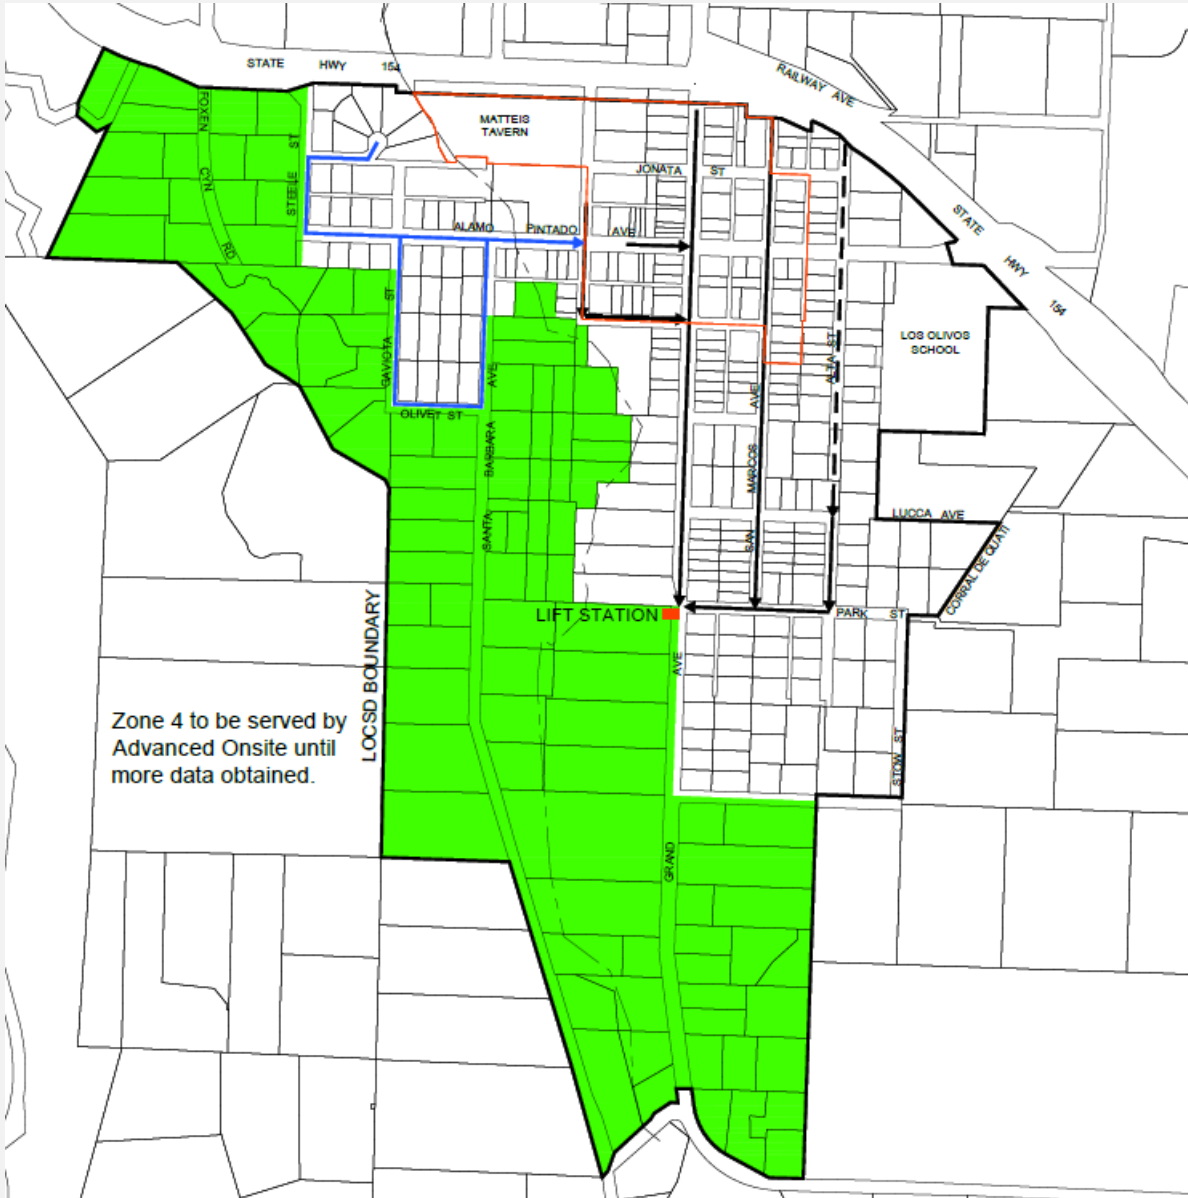 STATE HWY 154
RAILWAY AVE
MATTEIS
TAVERN
FOXEN CYN RD
STEELE ST
JONATA ST
ALAMO PINTADO AVE
STATE HWY 154
LOS OLIVOS
SCHOOL
GAVIOTA ST
ALTA ST
OLIVET ST
SANTA BARBARA AVE
SAN MARCOS AVE
LUCCA AVE
CORRAL DE QUATI
LIFT STATION
PARK ST
LOCSD BOUNDARY
GRAND AVE
STOW ST
Zone 4 to be served by
Advanced Onsite until
more data obtained.